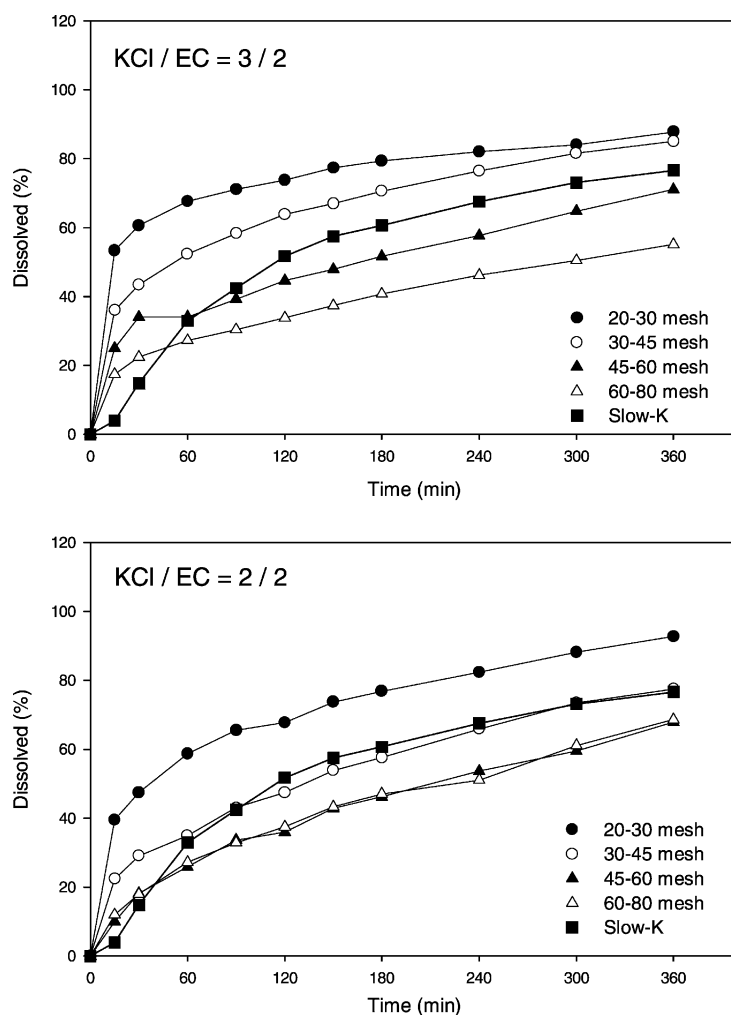 KCl / EC = 3 / 2
120
100
80
60
40
20
0
Dissolved (%)
20-30 mesh
30-45 mesh
45-60 mesh
60-80 mesh
Slow-K
0 60 120 180 240 300 360
Time (min)
KCl / EC = 2 / 2
120
100
80
60
40
20
0
Dissolved (%)
20-30 mesh
30-45 mesh
45-60 mesh
60-80 mesh
Slow-K
0 60 120 180 240 300 360
Time (min)